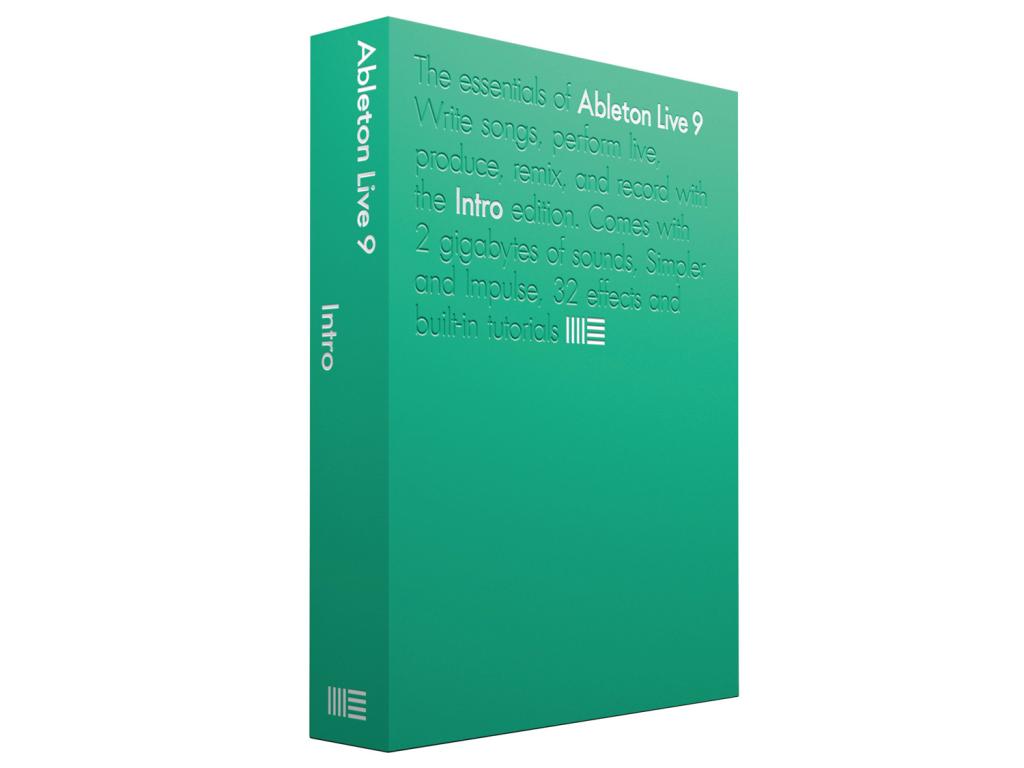 Ableton Live 9
Intro
The essentials of Ableton Live 9
Write songs, perform live,
produce, remix, and record with
the Intro edition. Comes with
2 gigabytes of sounds, Simpler
and Impulse, 32 effects and
built-in tutorials